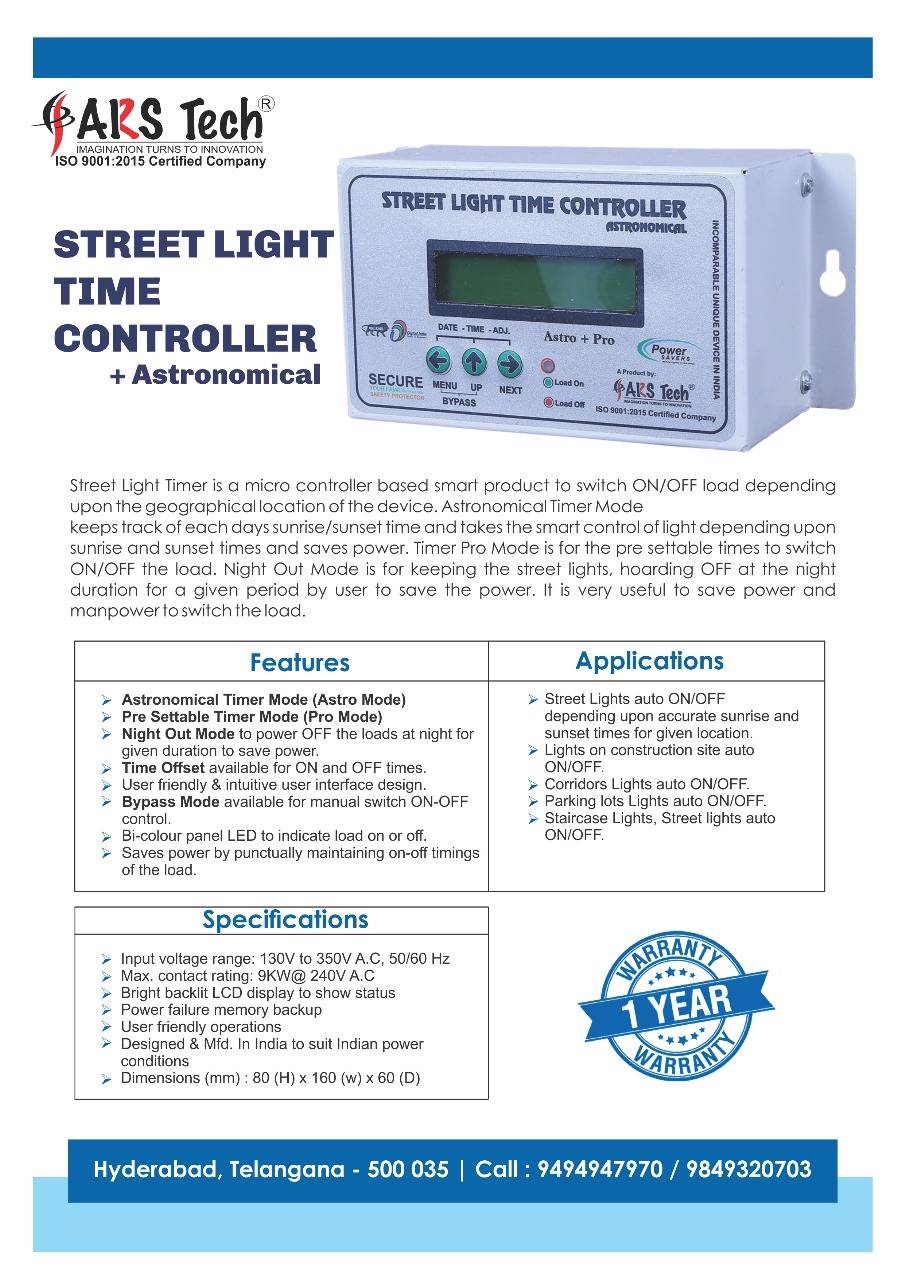 ARS Tech®
IMAGINATION TURNS TO INNOVATION
ISO 9001:2015 Certified Company
STREET LIGHT
TIME
CONTROLLER
+ Astronomical
STREET LIGHT TIME CONTROLLER
ASTRONOMICAL
INCOMPARABLE UNIQUE DEVICE IN INDIA
DATE - TIME - ADJ.
Digital India
Astro + Pro
Power
SAVERS
MENU UP NEXT
BYPASS
SECURE
YOUR FAMILY
SAFETY PROTECTOR
Load On
Load Off
A Product by:
ARS Tech®
IMAGINATION TURNS TO INNOVATION
ISO 9001:2015 Certified Company
Street Light Timer is a micro controller based smart product to switch ON/OFF load depending
upon the geographical location of the device. Astronomical Timer Mode
keeps track of each days sunrise/sunset time and takes the smart control of light depending upon
sunrise and sunset times and saves power. Timer Pro Mode is for the pre settable times to switch
ON/OFF the load. Night Out Mode is for keeping the street lights, hoarding OFF at the night
duration for a given period by user to save the power. It is very useful to save power and
manpower to switch the load.
Features
Astronomical Timer Mode (Astro Mode)
Pre Settable Timer Mode (Pro Mode)
Night Out Mode to power OFF the loads at night for
given duration to save power.
Time Offset available for ON and OFF times.
User friendly & intuitive user interface design.
Bypass Mode available for manual switch ON-OFF
control.
Bi-colour panel LED to indicate load on or off.
Saves power by punctually maintaining on-off timings
of the load.
Applications
Street Lights auto ON/OFF
depending upon accurate sunrise and
sunset times for given location.
Lights on construction site auto
ON/OFF.
Corridors Lights auto ON/OFF.
Parking lots Lights auto ON/OFF.
Staircase Lights, Street lights auto
ON/OFF.
Specifications
Input voltage range: 130V to 350V A.C, 50/60 Hz
Max. contact rating: 9KW@ 240V A.C
Bright backlit LCD display to show status
Power failure memory backup
User friendly operations
Designed & Mfd. In India to suit Indian power
conditions
Dimensions (mm) : 80 (H) x 160 (w) x 60 (D)
WARRANTY
1 YEAR
WARRANTY
Hyderabad, Telangana - 500 035 | Call : 9494947970 / 9849320703